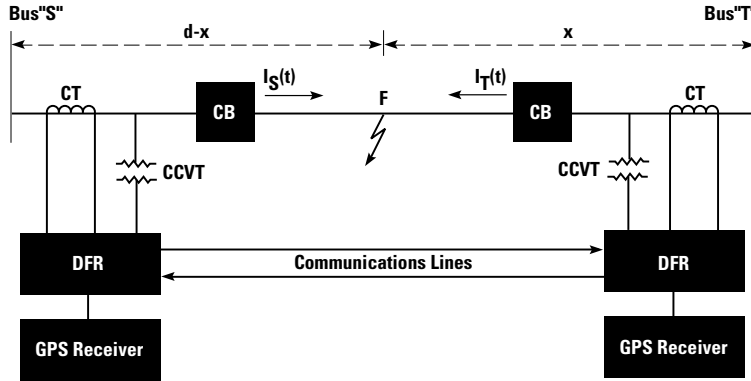 Bus"S"
Bus"T"
d-x
x
CT
IS(t)
F
IT(t)
CT
CB
CB
CCVT
CCVT
DFR
Communications Lines
DFR
GPS Receiver
GPS Receiver